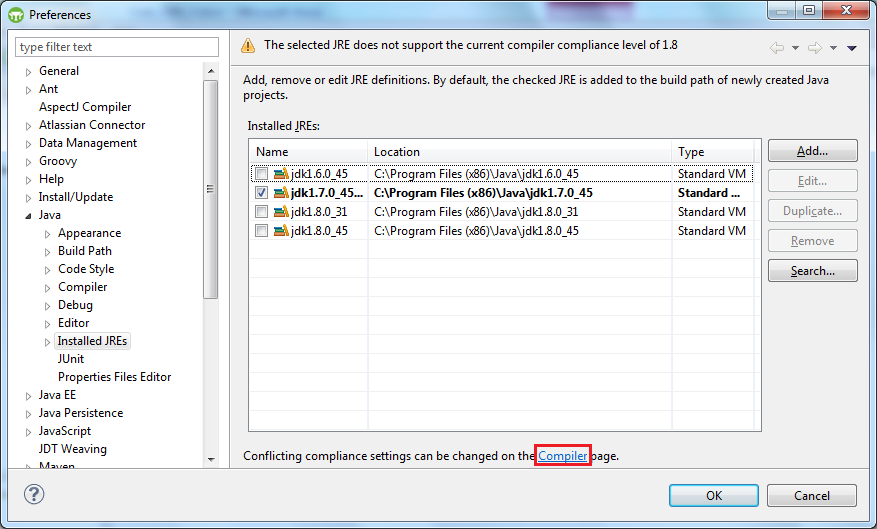 Preferences
type filter text
General
Ant
AspectJ Compiler
Atlassian Connector
Data Management
Groovy
Help
Install/Update
Java
Appearance
Build Path
Code Style
Compiler
Debug
Editor
Installed JREs
JUnit
Properties Files Editor
Java EE
Java Persistence
JavaScript
JDT Weaving
Maven
The selected JRE does not support the current compiler compliance level of 1.8
Add, remove or edit JRE definitions. By default, the checked JRE is added to the build path of newly created Java
projects.
Installed JREs:
Name Location Type
jdk1.6.0_45 C:\Program Files (x86)\Java\jdk1.6.0_45 Standard VM
jdk1.7.0_45... C:\Program Files (x86)\Java\jdk1.7.0_45 Standard ...
jdk1.8.0_31 C:\Program Files (x86)\Java\jdk1.8.0_31 Standard VM
jdk1.8.0_45 C:\Program Files (x86)\Java\jdk1.8.0_45 Standard VM
Add...
Edit...
Duplicate...
Remove
Search...
Conflicting compliance settings can be changed on the Compiler page.
?
OK Cancel